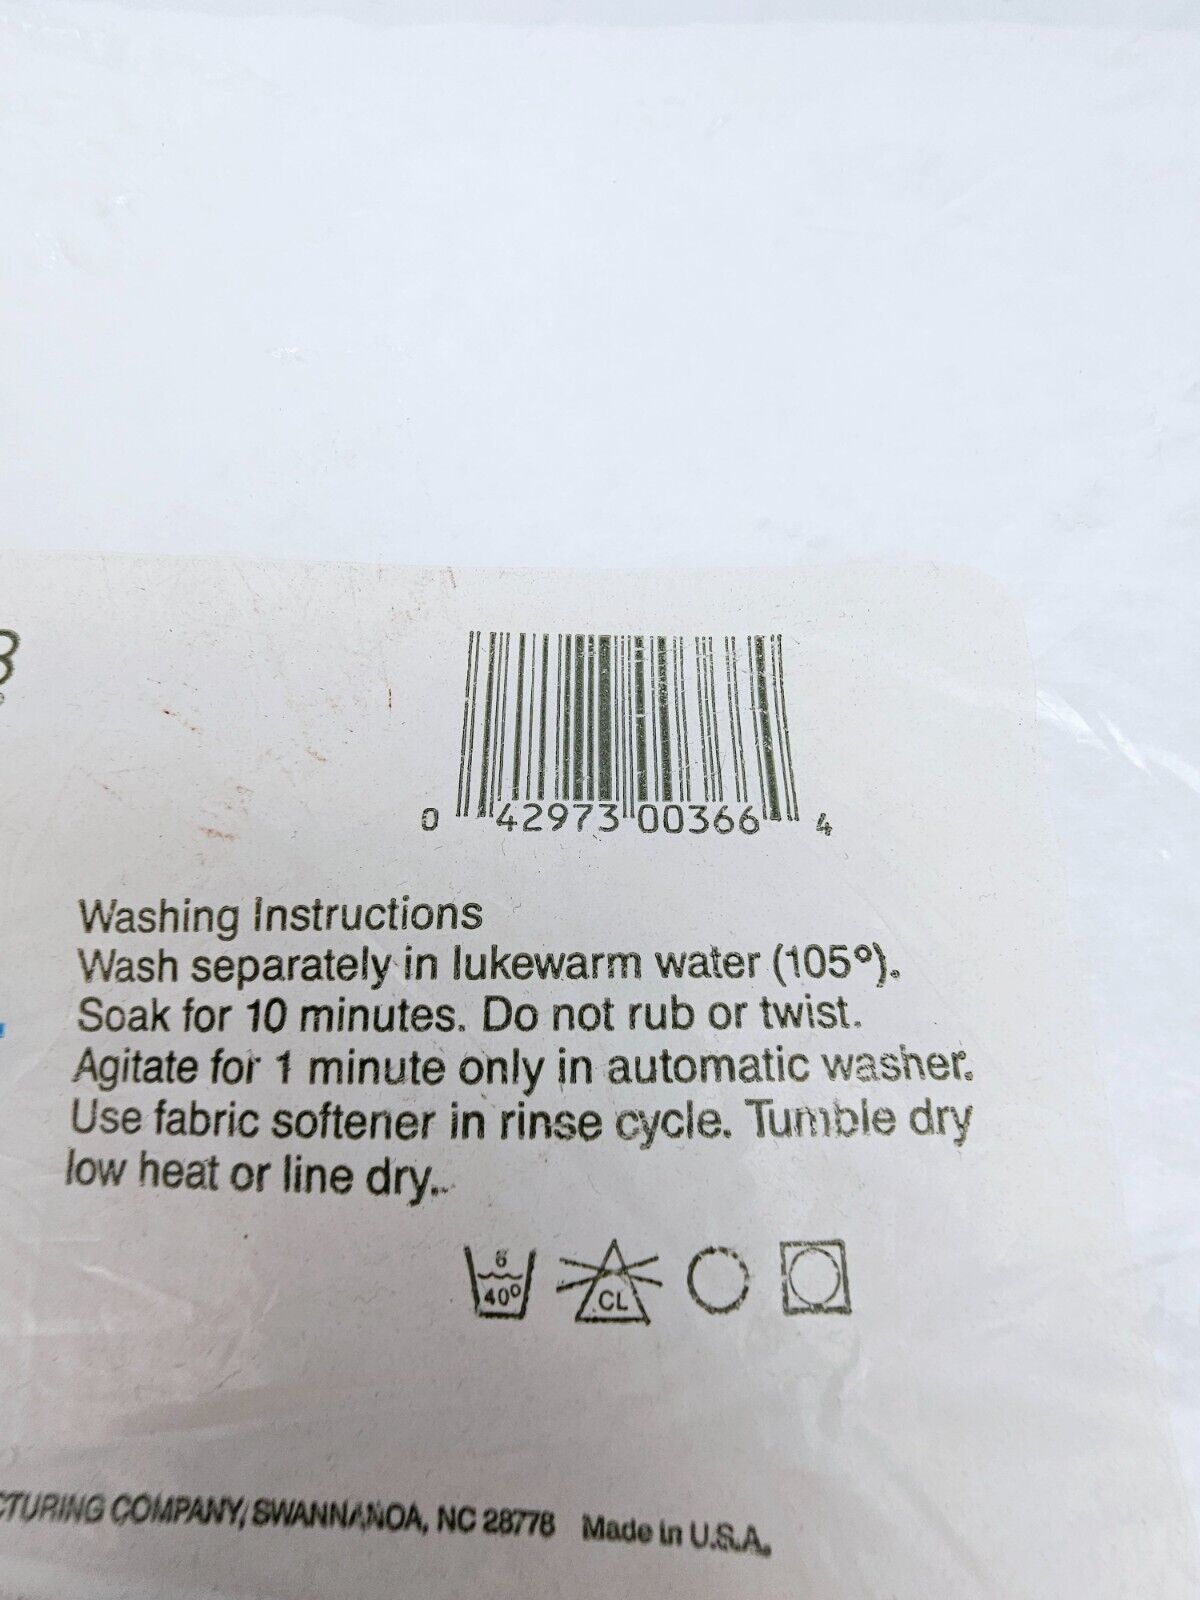 0 42973 00366 4
Washing Instructions
Wash separately in lukewarm water (105°).
Soak for 10 minutes. Do not rub or twist.
Agitate for 1 minute only in automatic washer.
Use fabric softener in rinse cycle. Tumble dry
low heat or line dry.
6
40°
CL
CTURING COMPANY, SWANNANOA, NC 28778 Made in U.S.A.